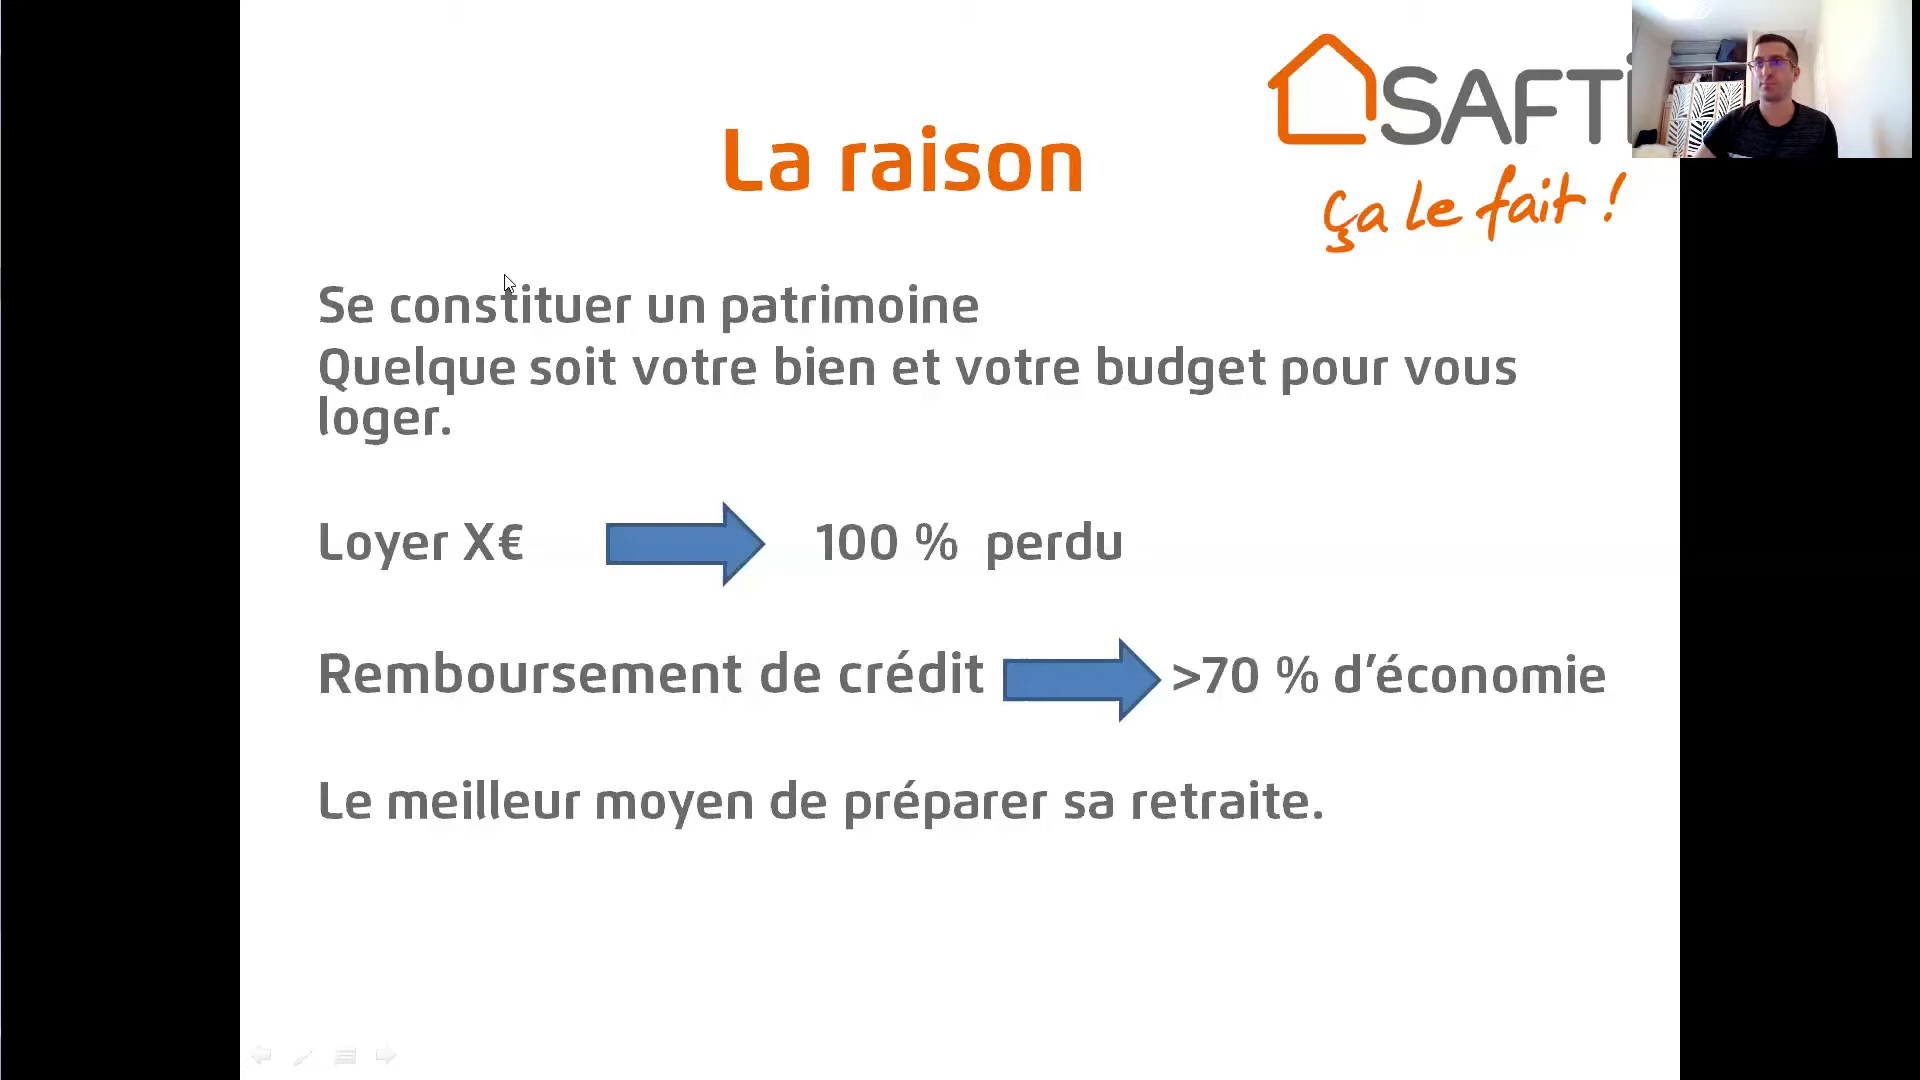 SAFTi
ça le fait !
La raison
Se constituer un patrimoine
Quelque soit votre bien et votre budget pour vous
loger.
Loyer X€ 100 % perdu
Remboursement de crédit >70 % d’économie
Le meilleur moyen de préparer sa retraite.